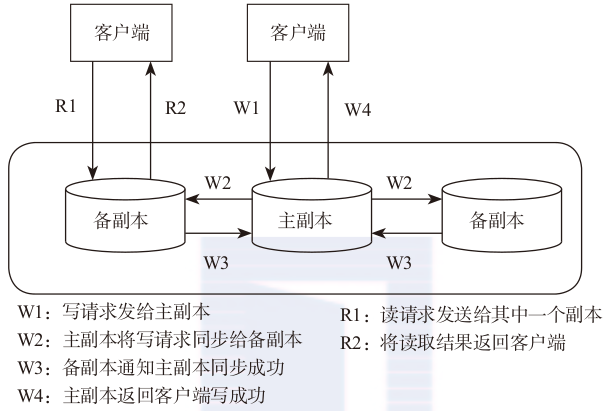 客户端 客户端
R1 R2 W1 W4
W2 W2
备副本 主副本 备副本
W3 W3
W1：写请求发给主副本
W2：主副本将写请求同步给备副本
W3：备副本通知主副本同步成功
W4：主副本返回客户端写成功
R1：读请求发送给其中一个副本
R2：将读取结果返回客户端